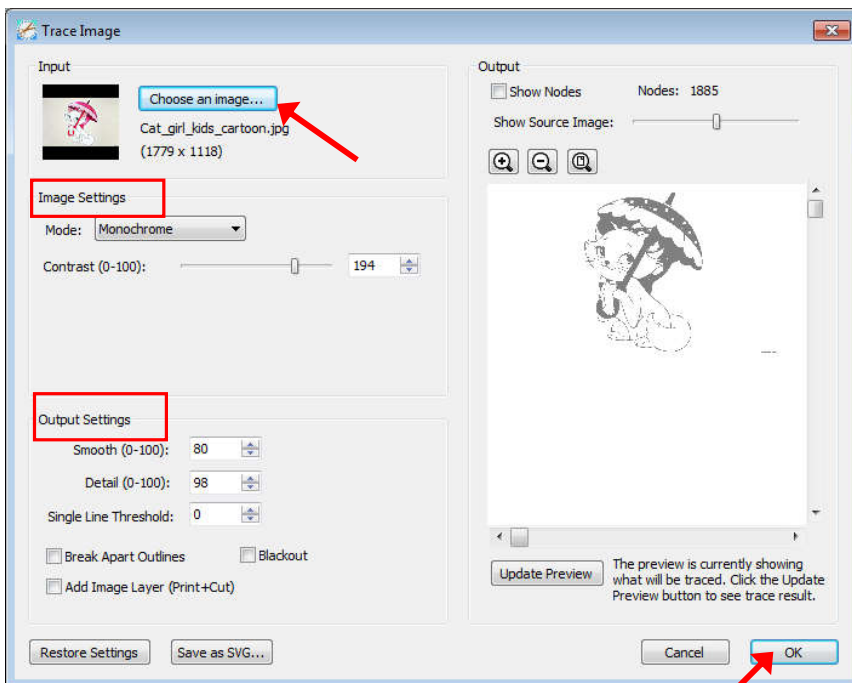 Trace Image
Input
Choose an image...
Cat_girl_kids_cartoon.jpg
(1779 x 1118)
Image Settings
Mode: Monochrome
Contrast (0-100): 194
Output Settings
Smooth (0-100): 80
Detail (0-100): 98
Single Line Threshold: 0
Break Apart Outlines Blackout
Add Image Layer (Print+Cut)
Restore Settings Save as SVG...
Output
Show Nodes Nodes: 1885
Show Source Image:
Update Preview
The preview is currently showing
what will be traced. Click the Update
Preview button to see trace result.
Cancel OK